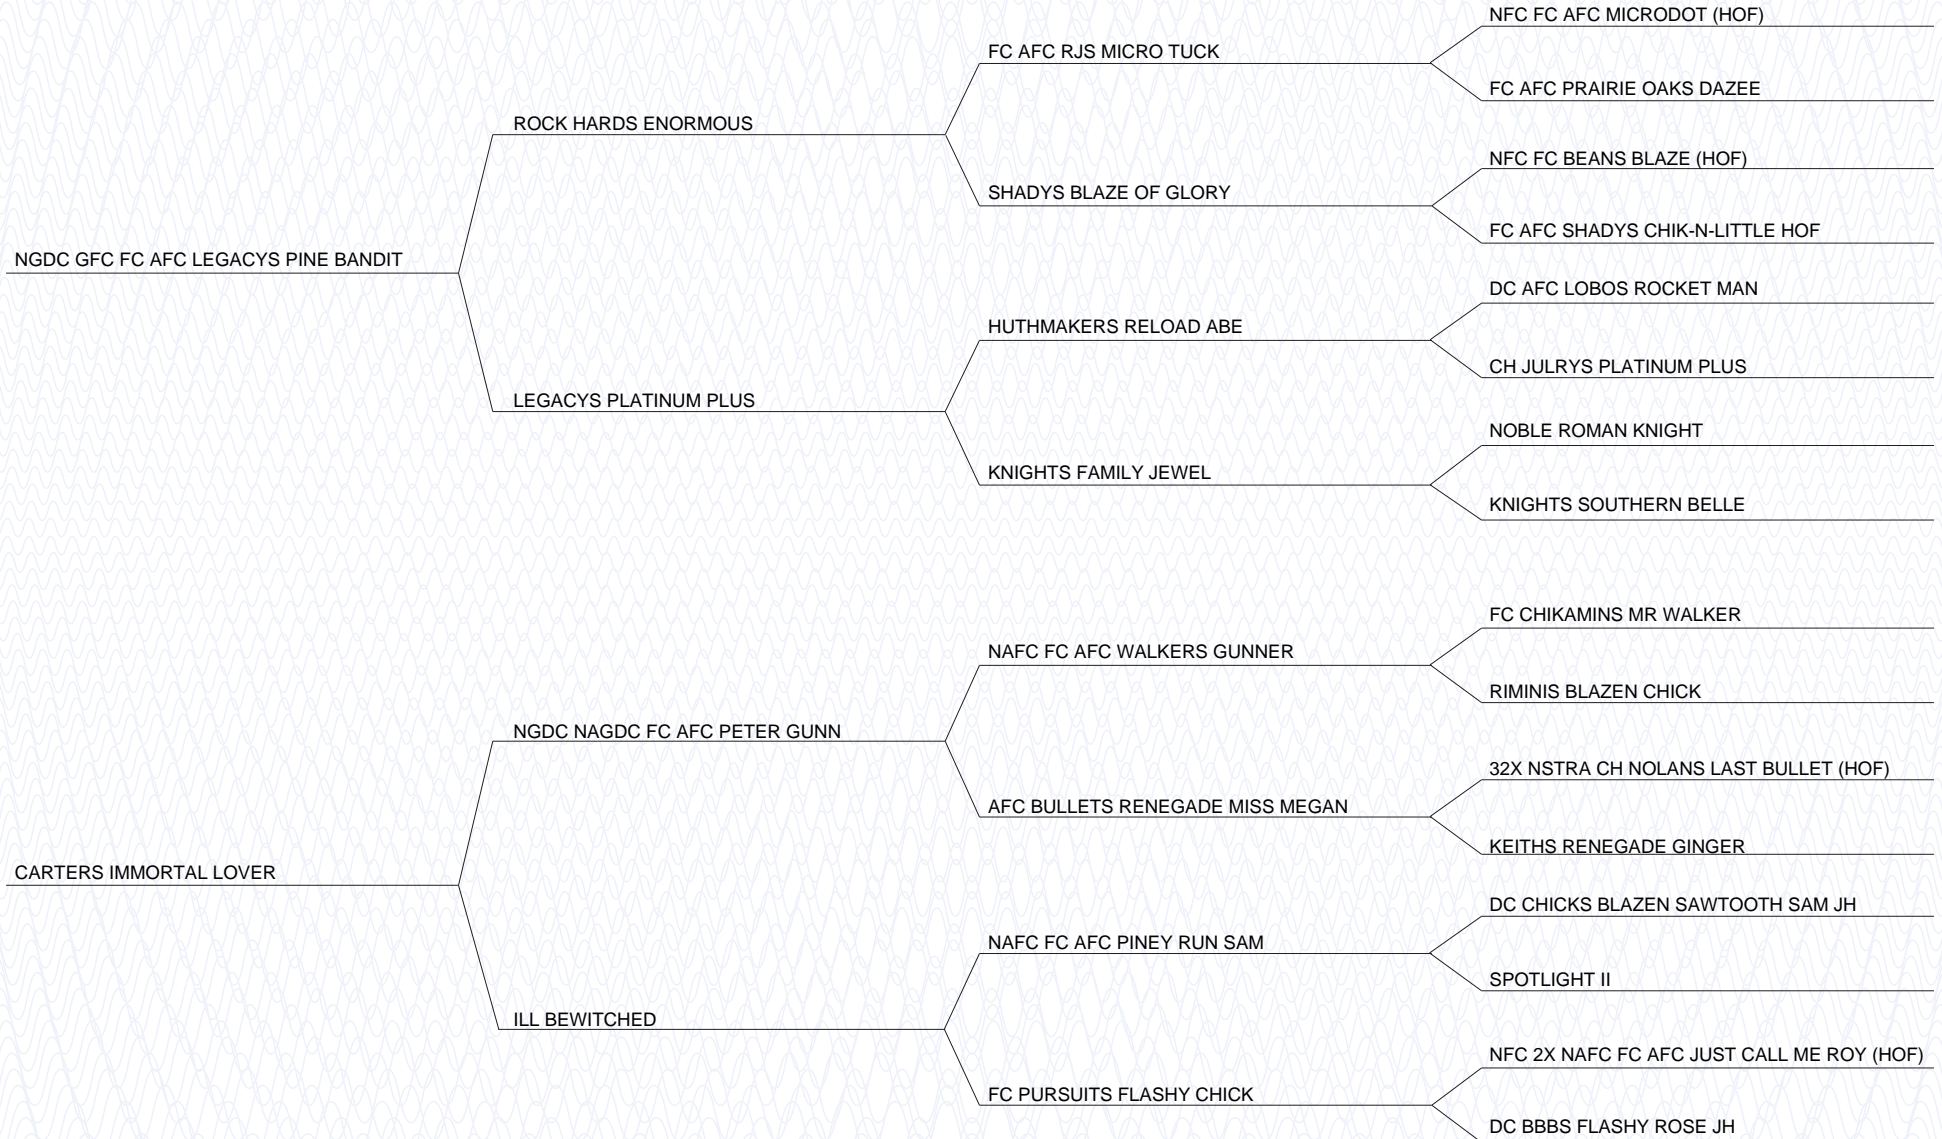 NFC FC AFC MICRODOT (HOF)
FC AFC RJS MICRO TUCK
FC AFC PRAIRIE OAKS DAZEE
ROCK HARDS ENORMOUS
NFC FC BEANS BLAZE (HOF)
SHADYS BLAZE OF GLORY
FC AFC SHADYS CHIK-N-LITTLE HOF
NGDC GFC FC AFC LEGACYS PINE BANDIT
DC AFC LOBOS ROCKET MAN
HUTHMAKERS RELOAD ABE
CH JULRYS PLATINUM PLUS
LEGACYS PLATINUM PLUS
NOBLE ROMAN KNIGHT
KNIGHTS FAMILY JEWEL
KNIGHTS SOUTHERN BELLE
FC CHIKAMINS MR WALKER
NAFC FC AFC WALKERS GUNNER
RIMINIS BLAZEN CHICK
NGDC NAGDC FC AFC PETER GUNN
32X NSTRA CH NOLANS LAST BULLET (HOF)
AFC BULLETS RENEGADE MISS MEGAN
KEITHS RENEGADE GINGER
CARTERS IMMORTAL LOVER
DC CHICKS BLAZEN SAWTOOTH SAM JH
NAFC FC AFC PINEY RUN SAM
SPOTLIGHT II
ILL BEWITCHED
NFC 2X NAFC FC AFC JUST CALL ME ROY (HOF)
FC PURSUITS FLASHY CHICK
DC BBBS FLASHY ROSE JH